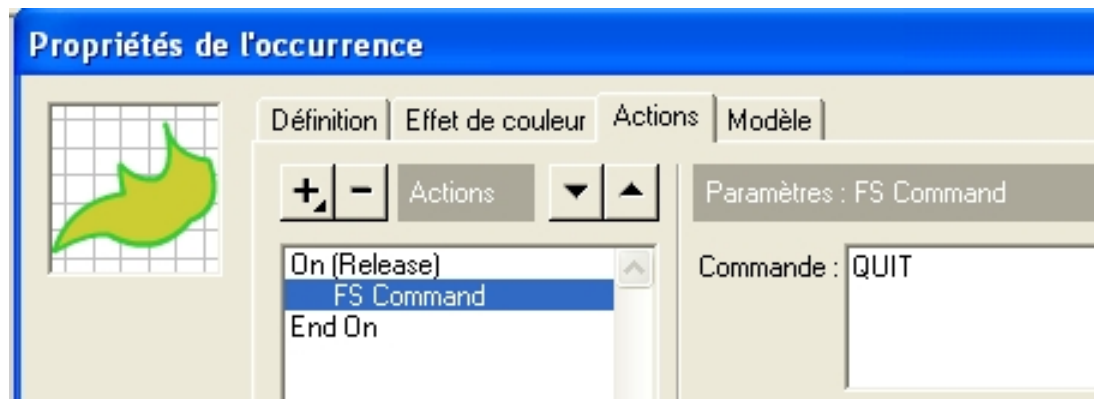 Propriétés de l'occurrence
Définition Effet de couleur Actions Modèle
Actions
Paramètres : FS Command
On (Release)
FS Command
End On
Commande : QUIT